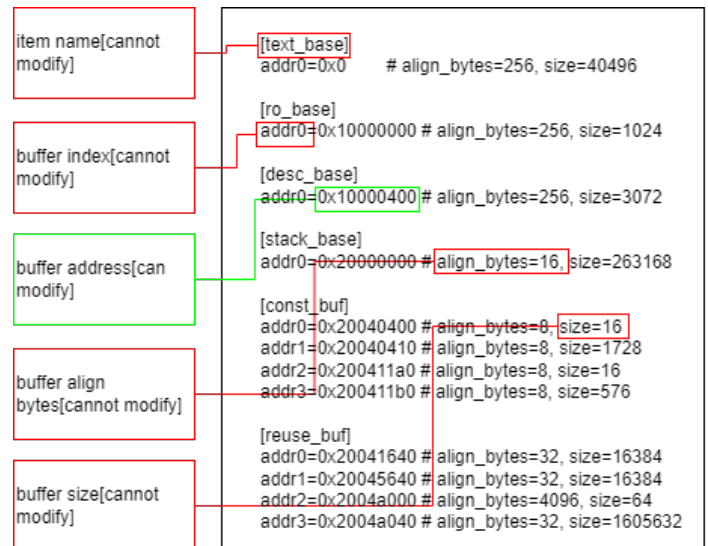 item name[cannot
modify]
buffer index[cannot
modify]
buffer address[can
modify]
buffer align
bytes[cannot modify]
buffer size[cannot
modify]
[text_base]
addr0=0x0 # align_bytes=256, size=40496
[ro_base]
addr0=0x10000000 # align_bytes=256, size=1024
[desc_base]
addr0=0x10000400 # align_bytes=256, size=3072
[stack_base]
addr0=0x20000000 # align_bytes=16, size=263168
[const_buf]
addr0=0x20040400 # align_bytes=8, size=16
addr1=0x20040410 # align_bytes=8, size=1728
addr2=0x200411a0 # align_bytes=8, size=16
addr3=0x200411b0 # align_bytes=8, size=576
[reuse_buf]
addr0=0x20041640 # align_bytes=32, size=16384
addr1=0x20045640 # align_bytes=32, size=16384
addr2=0x2004a000 # align_bytes=4096, size=64
addr3=0x2004a040 # align_bytes=32, size=1605632